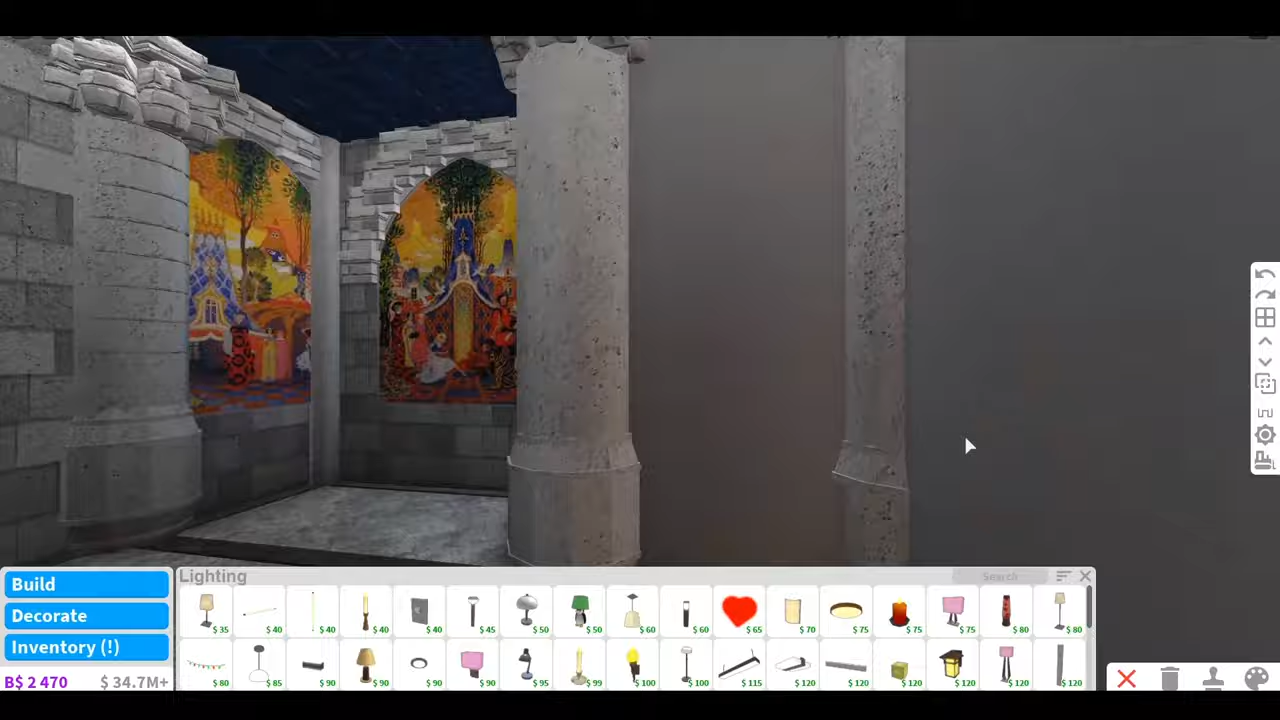 Build
Decorate
Inventory (!)
B$ 2 470 $ 34.7M+
Lighting
Search
$ 35 $ 40 $ 40 $ 40 $ 40 $ 45 $ 50 $ 50 $ 60 $ 60 $ 65 $ 70 $ 75 $ 75 $ 75 $ 80 $ 80
$ 80 $ 85 $ 90 $ 90 $ 90 $ 90 $ 95 $ 99 $ 100 $ 100 $ 115 $ 120 $ 120 $ 120 $ 120 $ 120 $ 120